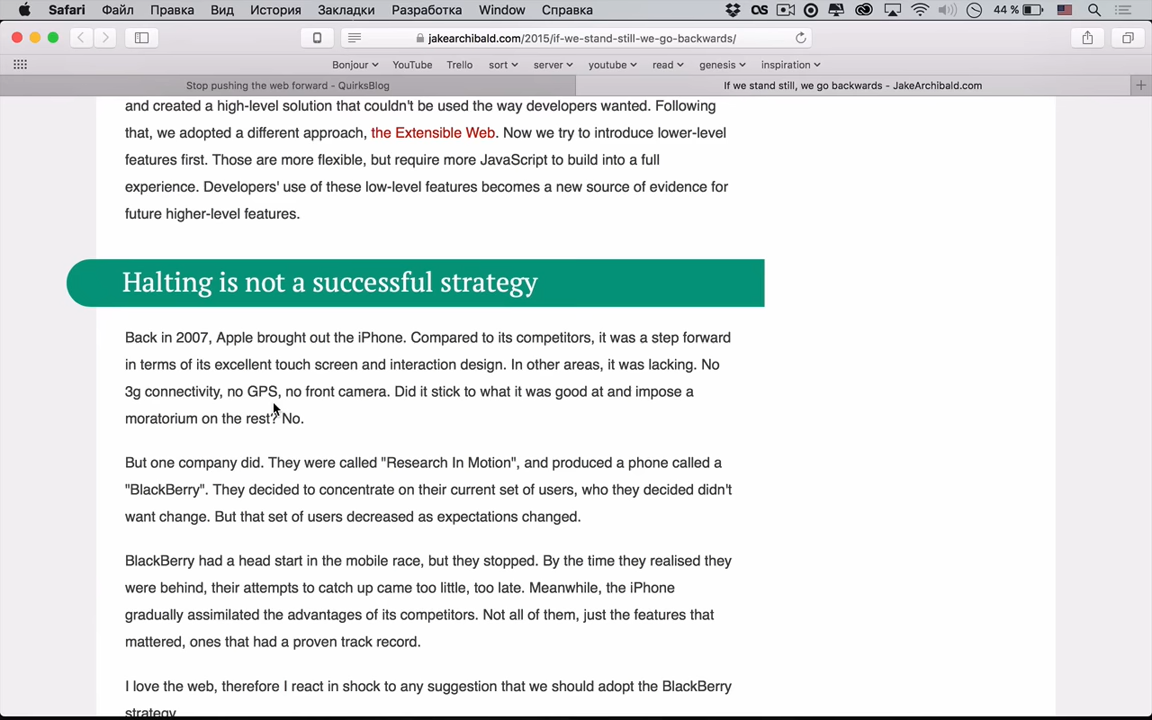 Safari Файл Правка Вид История Закладки Разработка Window Справка 44 %
jakearchibald.com/2015/if-we-stand-still-we-go-backwards/
Bonjour YouTube Trello sort server youtube read genesis inspiration
Stop pushing the web forward - QuirksBlog If we stand still, we go backwards - JakeArchibald.com
and created a high-level solution that couldn't be used the way developers wanted. Following
that, we adopted a different approach, the Extensible Web. Now we try to introduce lower-level
features first. Those are more flexible, but require more JavaScript to build into a full
experience. Developers' use of these low-level features becomes a new source of evidence for
future higher-level features.
Halting is not a successful strategy
Back in 2007, Apple brought out the iPhone. Compared to its competitors, it was a step forward
in terms of its excellent touch screen and interaction design. In other areas, it was lacking. No
3g connectivity, no GPS, no front camera. Did it stick to what it was good at and impose a
moratorium on the rest? No.
But one company did. They were called "Research In Motion", and produced a phone called a
"BlackBerry". They decided to concentrate on their current set of users, who they decided didn't
want change. But that set of users decreased as expectations changed.
BlackBerry had a head start in the mobile race, but they stopped. By the time they realised they
were behind, their attempts to catch up came too little, too late. Meanwhile, the iPhone
gradually assimilated the advantages of its competitors. Not all of them, just the features that
mattered, ones that had a proven track record.
I love the web, therefore I react in shock to any suggestion that we should adopt the BlackBerry
strategy.